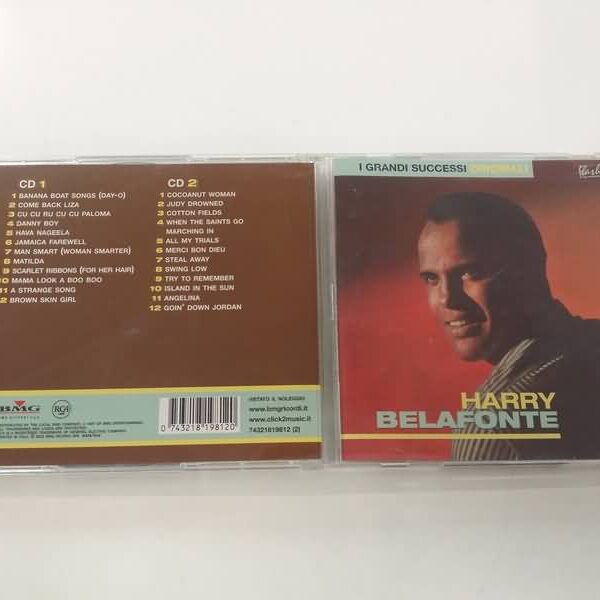 CD 1
1 BANANA BOAT SONGS (DAY-O)
2 COME BACK LIZA
3 CU CU RU CU CU PALOMA
4 DANNY BOY
5 HAVA NAGEELA
6 JAMAICA FAREWELL
7 MAN SMART (WOMAN SMARTER)
8 MATILDA
9 SCARLET RIBBONS (FOR HER HAIR)
10 MAMA LOOK A BOO BOO
11 A STRANGE SONG
2 BROWN SKIN GIRL
CD 2
1 COCOANUT WOMAN
2 JUDY DROWNED
3 COTTON FIELDS
4 WHEN THE SAINTS GO
MARCHING IN
5 ALL MY TRIALS
6 MERCI BON DIEU
7 STEAL AWAY
8 SWING LOW
9 TRY TO REMEMBER
10 ISLAND IN THE SUN
11 ANGELINA
12 GOIN' DOWN JORDAN
BMG
RCA
0 743218 198120
VIETATO IL NOLEGGIO
www.bmgricordi.it
www.click2music.it
74321819812 (2)
I GRANDI SUCCESSI ORIGINALI
Flash
HARRY
BELAFONTE